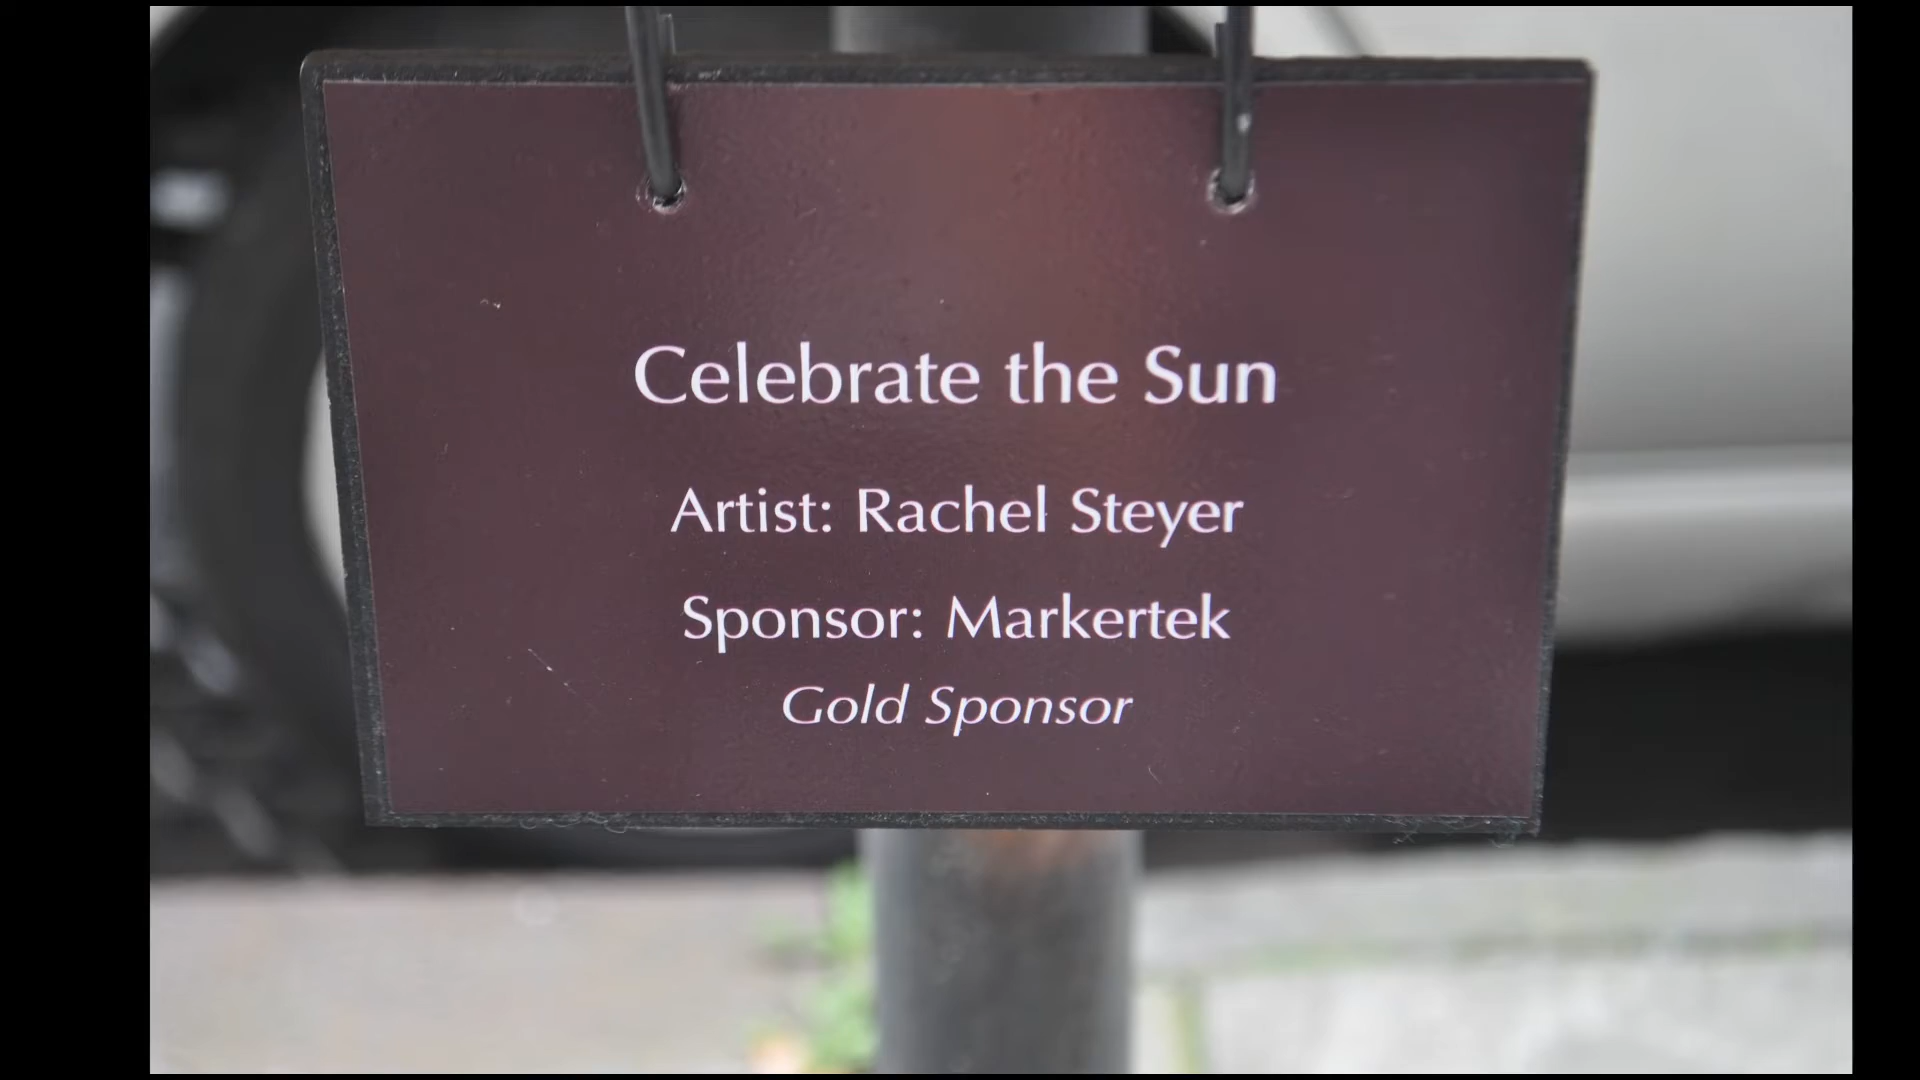 Celebrate the Sun
Artist: Rachel Steyer
Sponsor: Markertek
Gold Sponsor